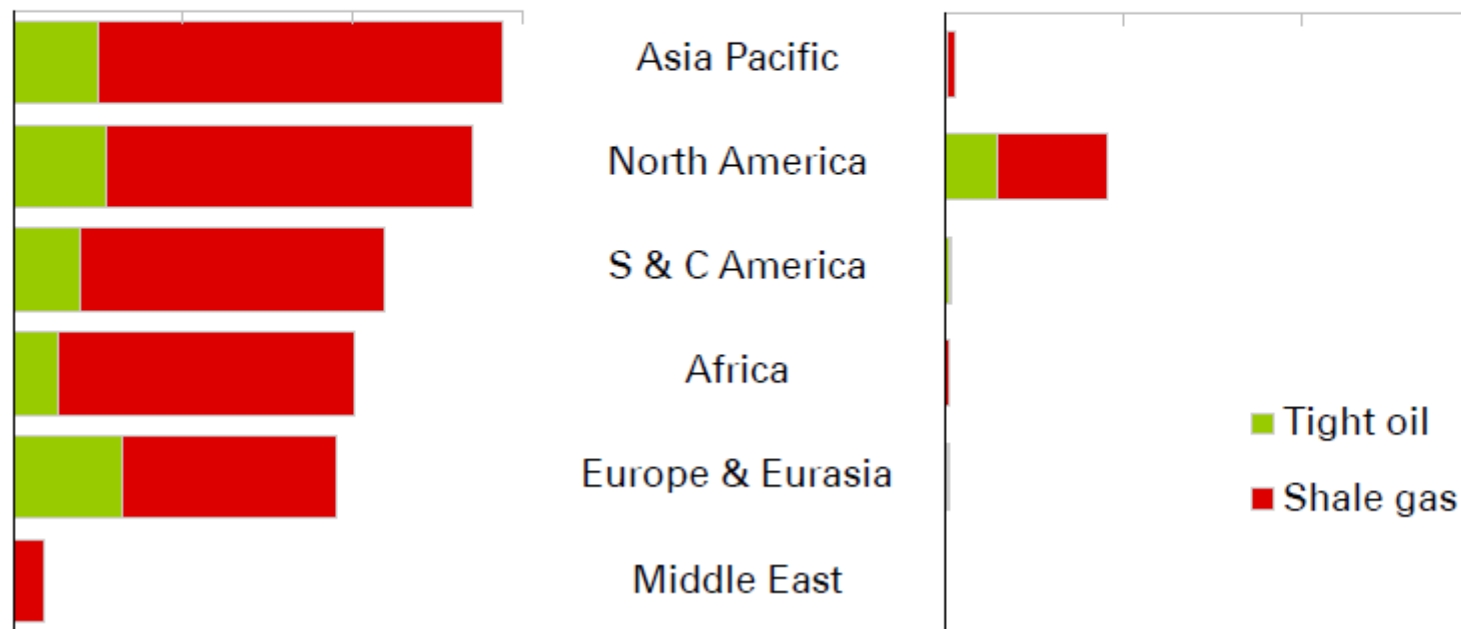 Asia Pacific
North America
S & C America
Africa
Europe & Eurasia
Middle East
Tight oil
Shale gas